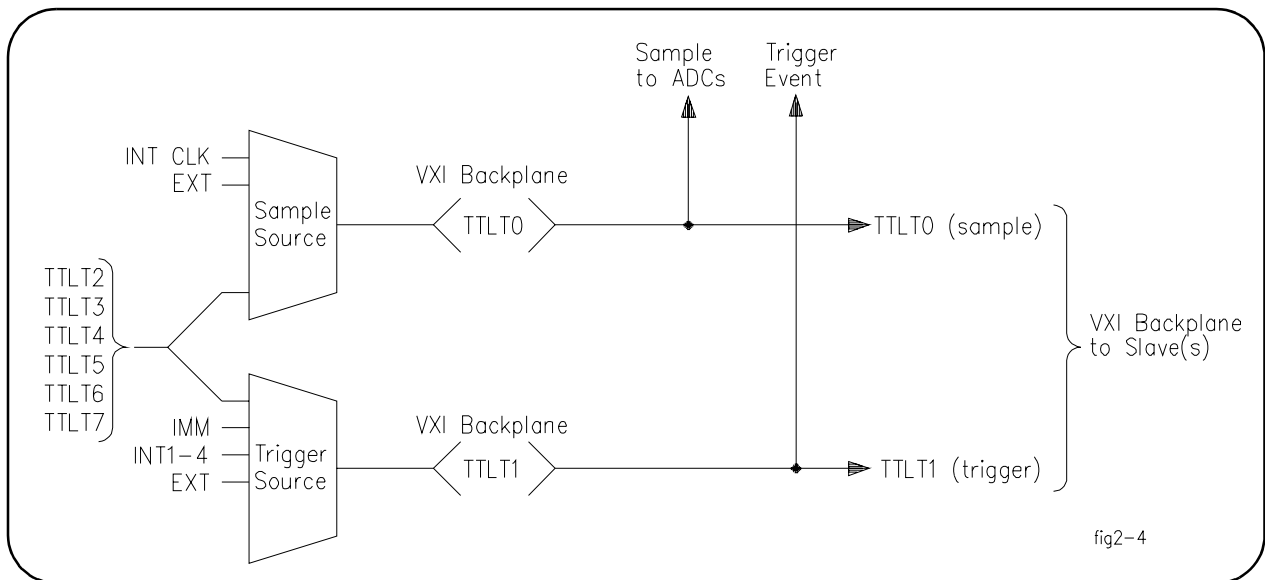 Sample
to ADCs
Trigger
Event
INT CLK
EXT
Sample
Source
VXI Backplane
TTLT0
TTLT0 (sample)
TTLT2
TTLT3
TTLT4
TTLT5
TTLT6
TTLT7
VXI Backplane
to Slave(s)
IMM
INT1-4
EXT
Trigger
Source
VXI Backplane
TTLT1
TTLT1 (trigger)
fig2-4